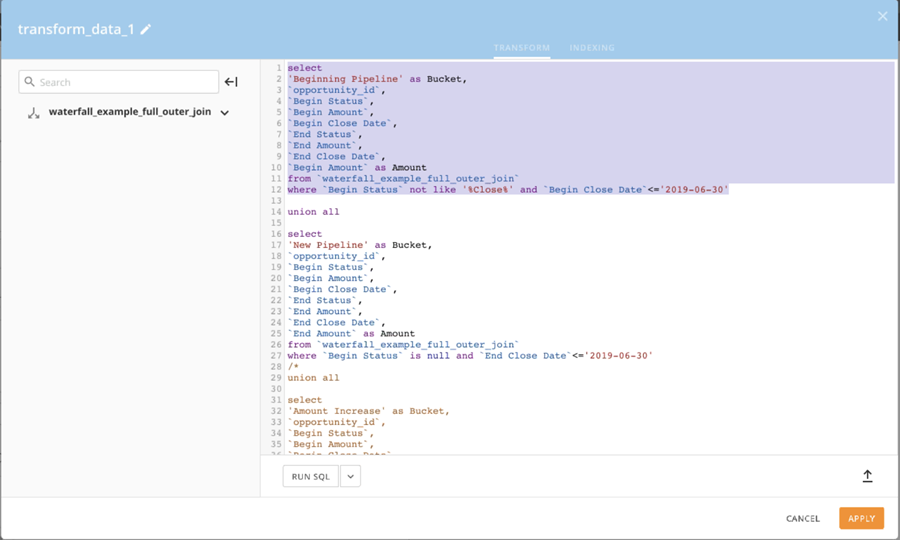 transform_data_1
TRANSFORM INDEXING
Search
waterfall_example_full_outer_join
1 select
2 'Beginning Pipeline' as Bucket,
3 `opportunity_id`,
4 `Begin Status`,
5 `Begin Amount`,
6 `Begin Close Date`,
7 `End Status`,
8 `End Amount`,
9 `End Close Date`,
10 `Begin Amount` as Amount
11 from `waterfall_example_full_outer_join`
12 where `Begin Status` not like '%Close%' and `Begin Close Date`<='2019-06-30'
13
14 union all
15
16 select
17 'New Pipeline' as Bucket,
18 `opportunity_id`,
19 `Begin Status`,
20 `Begin Amount`,
21 `Begin Close Date`,
22 `End Status`,
23 `End Amount`,
24 `End Close Date`,
25 `End Amount` as Amount
26 from `waterfall_example_full_outer_join`
27 where `Begin Status` is null and `End Close Date`<='2019-06-30'
28 /*
29 union all
30
31 select
32 'Amount Increase' as Bucket,
33 `opportunity_id`,
34 `Begin Status`,
35 `Begin Amount`,
36 `Begin Close Date`
RUN SQL
CANCEL APPLY